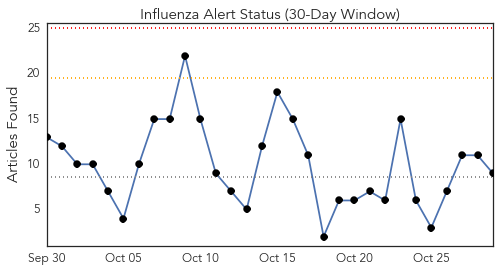 Influenza Alert Status (30-Day Window)
Articles Found
25
20
15
10
5
Sep 30
Oct 05
Oct 10
Oct 15
Oct 20
Oct 25